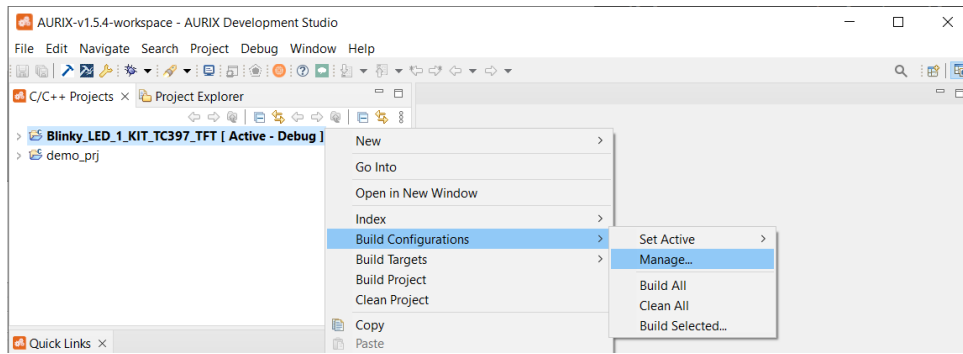 AURIX-v1.5.4-workspace - AURIX Development Studio
File Edit Navigate Search Project Debug Window Help
C/C++ Projects Project Explorer
Blinky_LED_1_KIT_TC397_TFT [ Active - Debug ]
demo_prj
New
Go Into
Open in New Window
Index
Build Configurations
Build Targets
Build Project
Clean Project
Copy
Paste
Set Active
Manage...
Build All
Clean All
Build Selected...
Quick Links